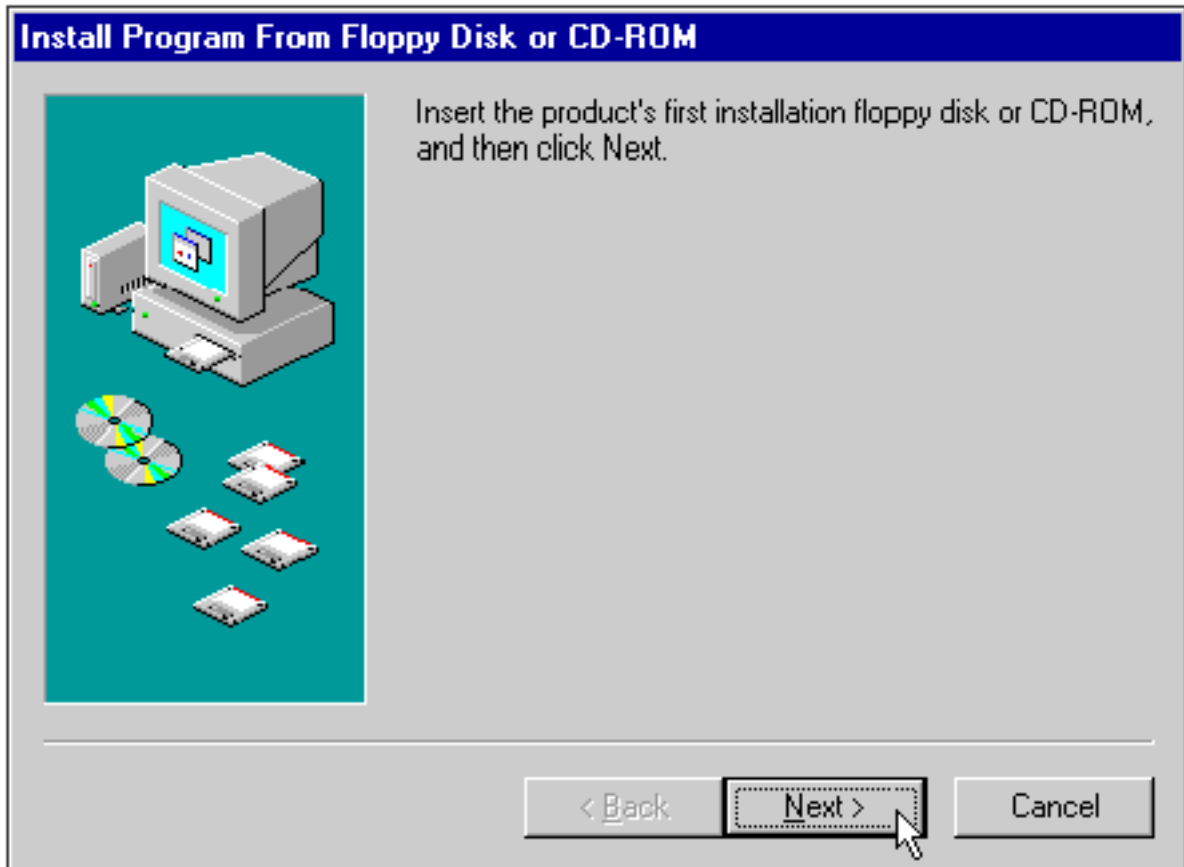 Install Program From Floppy Disk or CD-ROM
Insert the product's first installation floppy disk or CD-ROM,
and then click Next.
< Back
Next >
Cancel